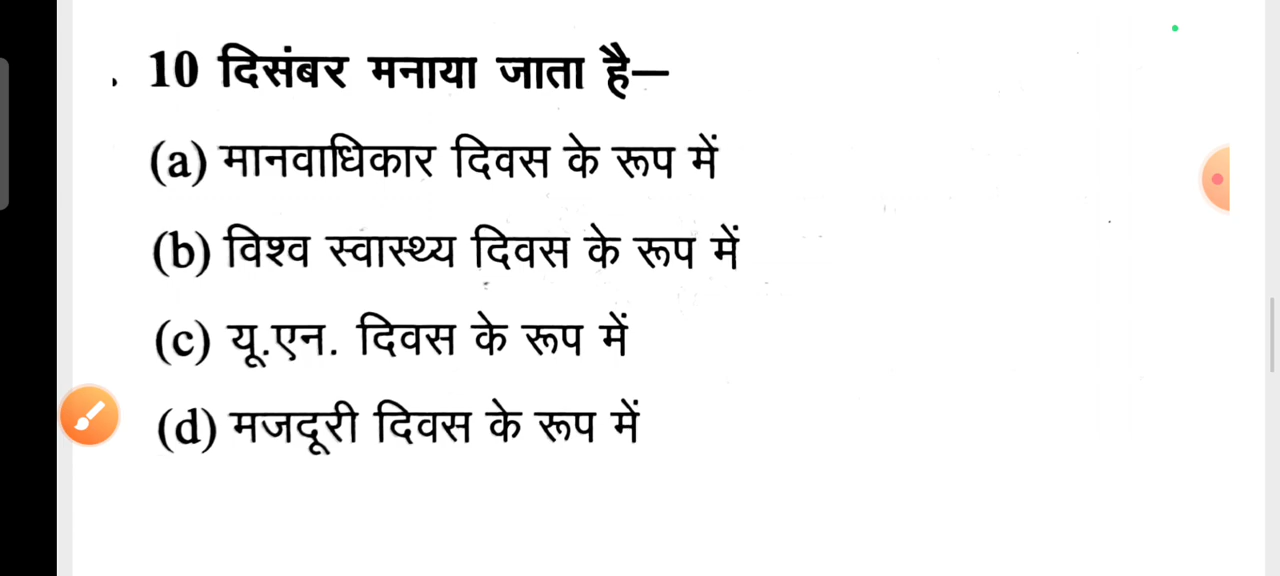 10 दिसंबर मनाया जाता है—
(a) मानवाधिकार दिवस के रूप में
(b) विश्व स्वास्थ्य दिवस के रूप में
(c) यू.एन. दिवस के रूप में
(d) मजदूरी दिवस के रूप में